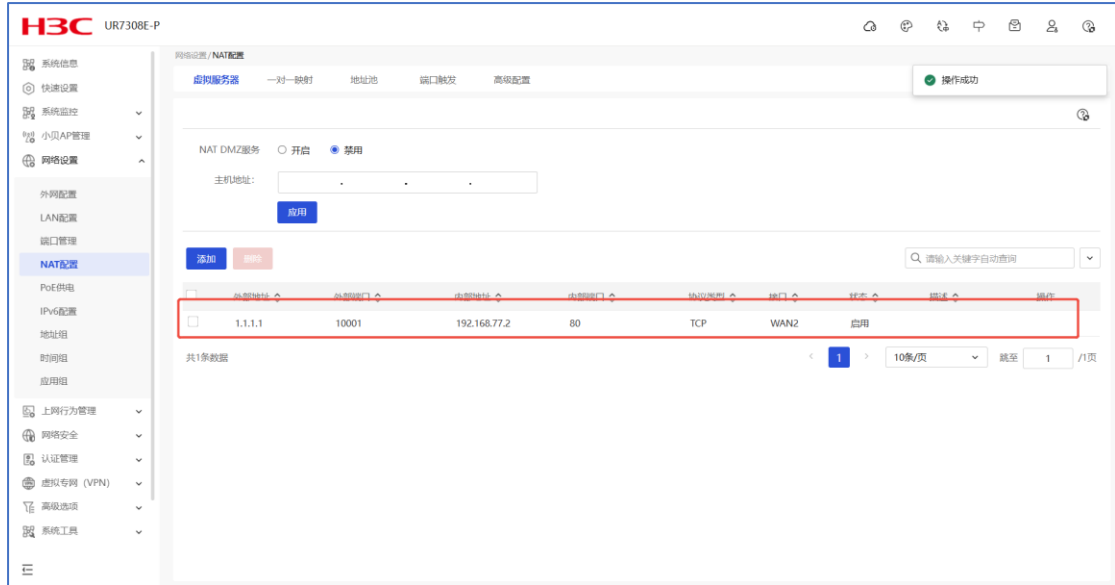 H3C UR7308E-P
系统信息
快速设置
系统监控
小贝AP管理
网络设置
外网配置
LAN配置
端口管理
NAT配置
PoE供电
IPv6配置
地址组
时间组
应用组
上网行为管理
网络安全
认证管理
虚拟专网 (VPN)
高级选项
系统工具
网络设置/NAT配置
虚拟服务器 一对一映射 地址池 端口触发 高级配置
操作成功
NAT DMZ服务 开启 禁用
主机地址: . . .
应用
添加 删除 请输入关键字自动查询
外部地址 外部端口 内部地址 内部端口 协议类型 接口 状态 描述 操作
1.1.1.1 10001 192.168.77.2 80 TCP WAN2 启用
共1条数据 < 1 > 10条/页 跳至 1 /1页